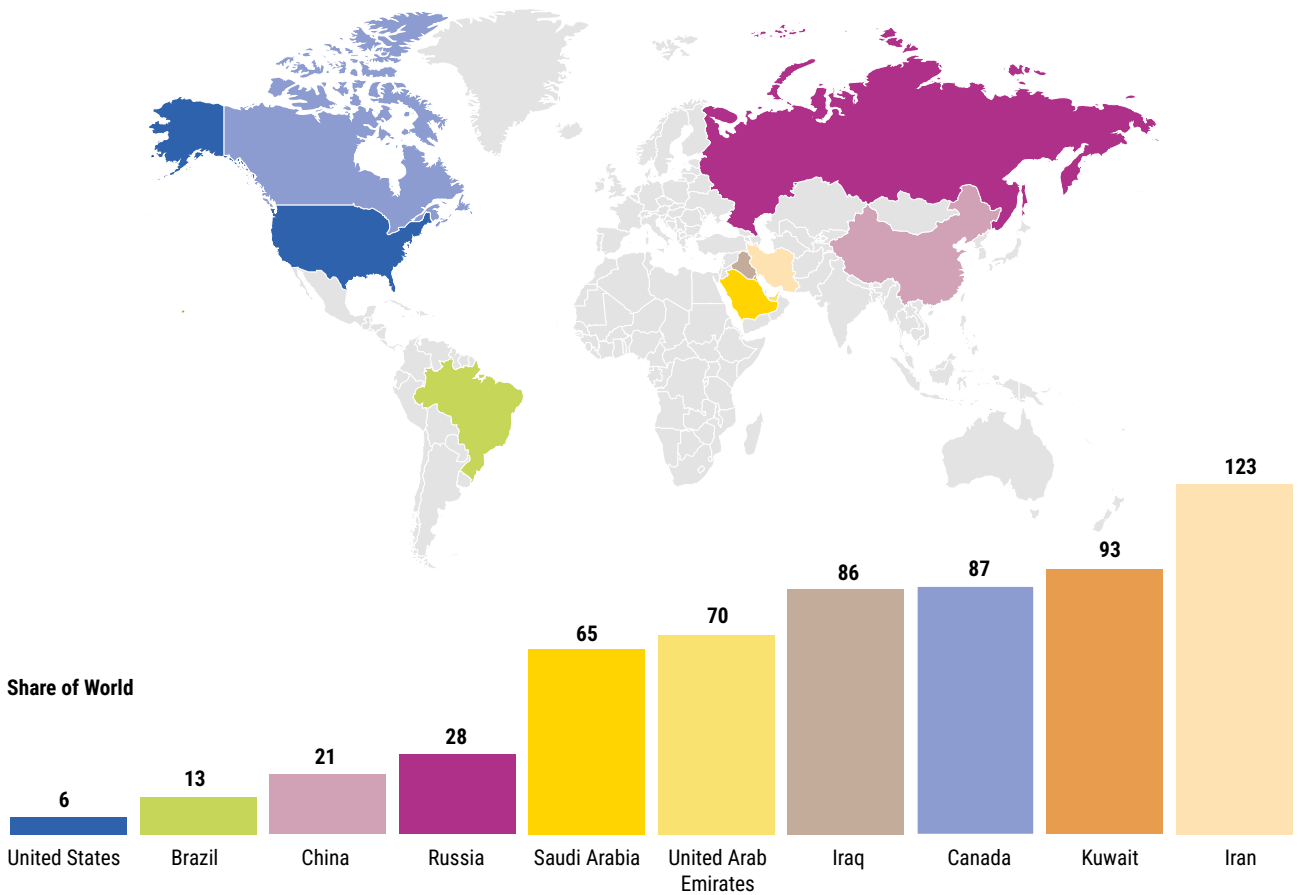 123
93
87
86
70
65
Share of World
28
21
13
6
United States
Brazil
China
Russia
Saudi Arabia
United Arab
Emirates
Iraq
Canada
Kuwait
Iran